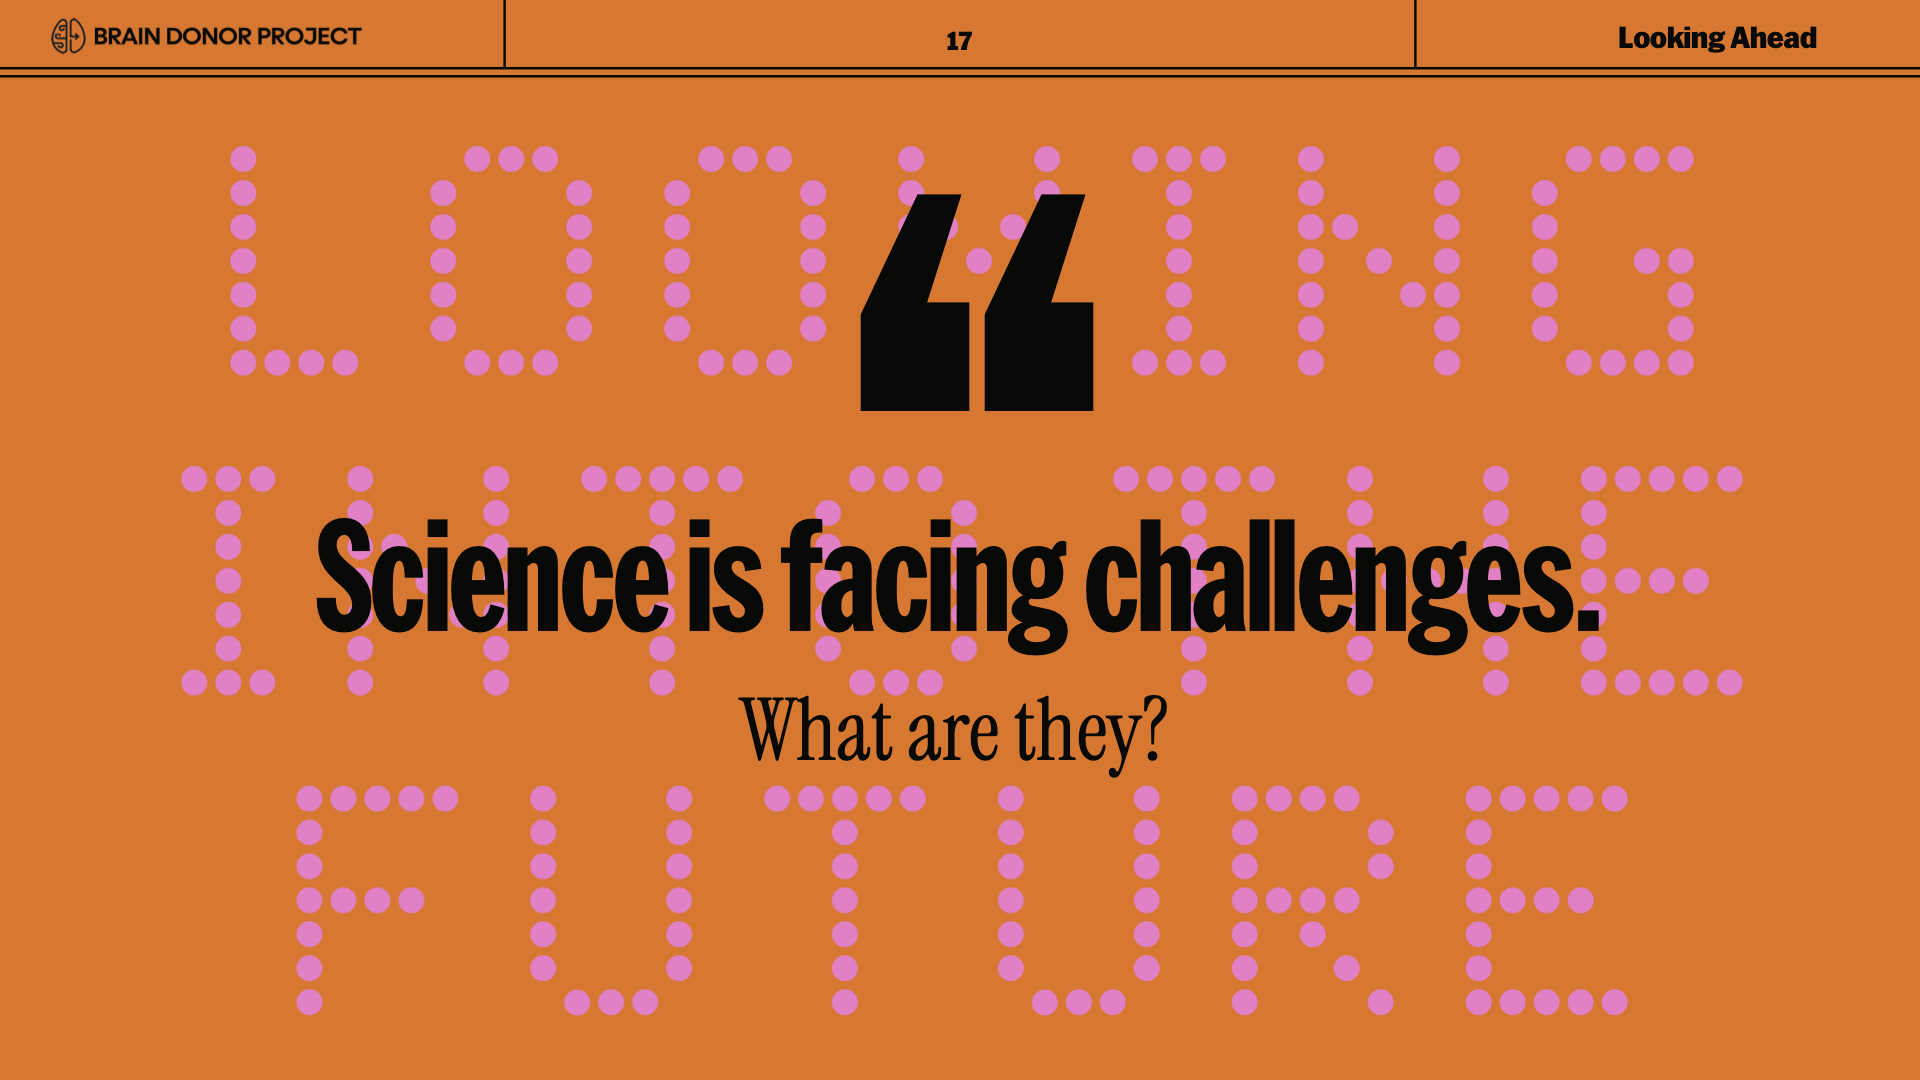 BRAIN DONOR PROJECT
17
Looking Ahead
LOOKING
“
INTO THE
Science is facing challenges.
What are they?
FUTURE